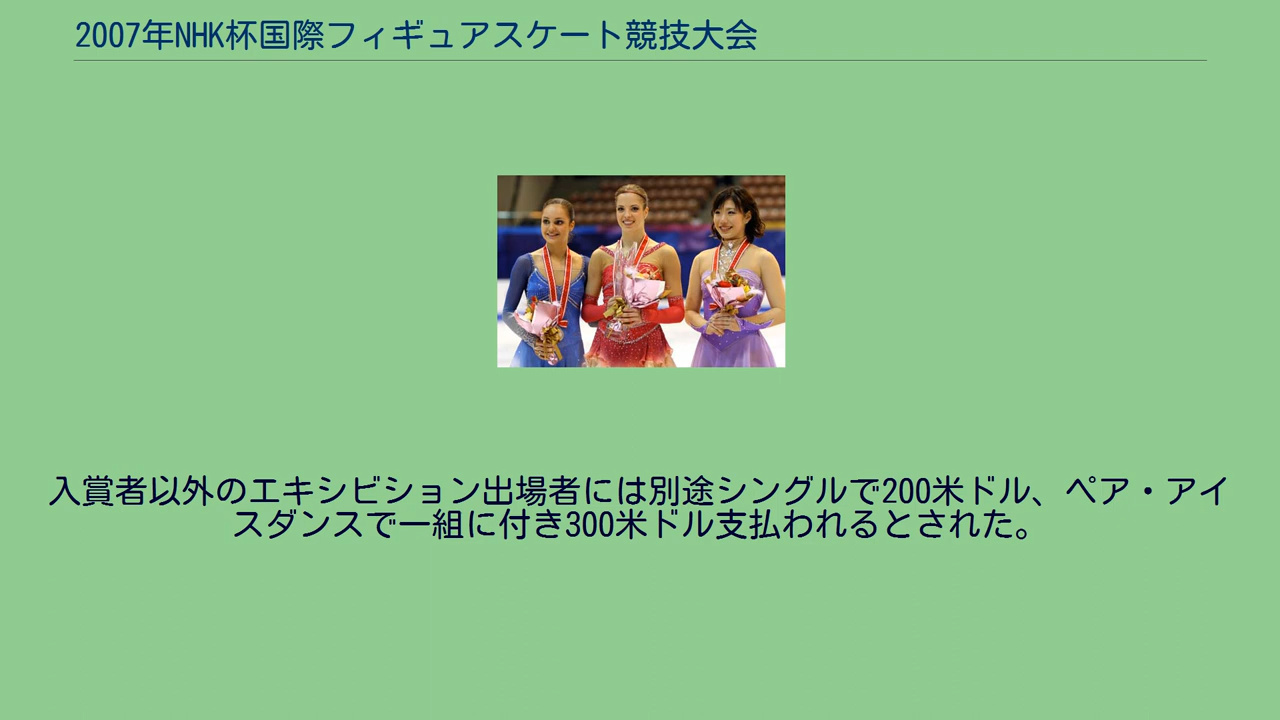 2007年NHK杯国際フィギュアスケート競技大会
入賞者以外のエキシビション出場者には別途シングルで200米ドル、ペア・アイ
スダンスで一組に付き300米ドル支払われるとされた。